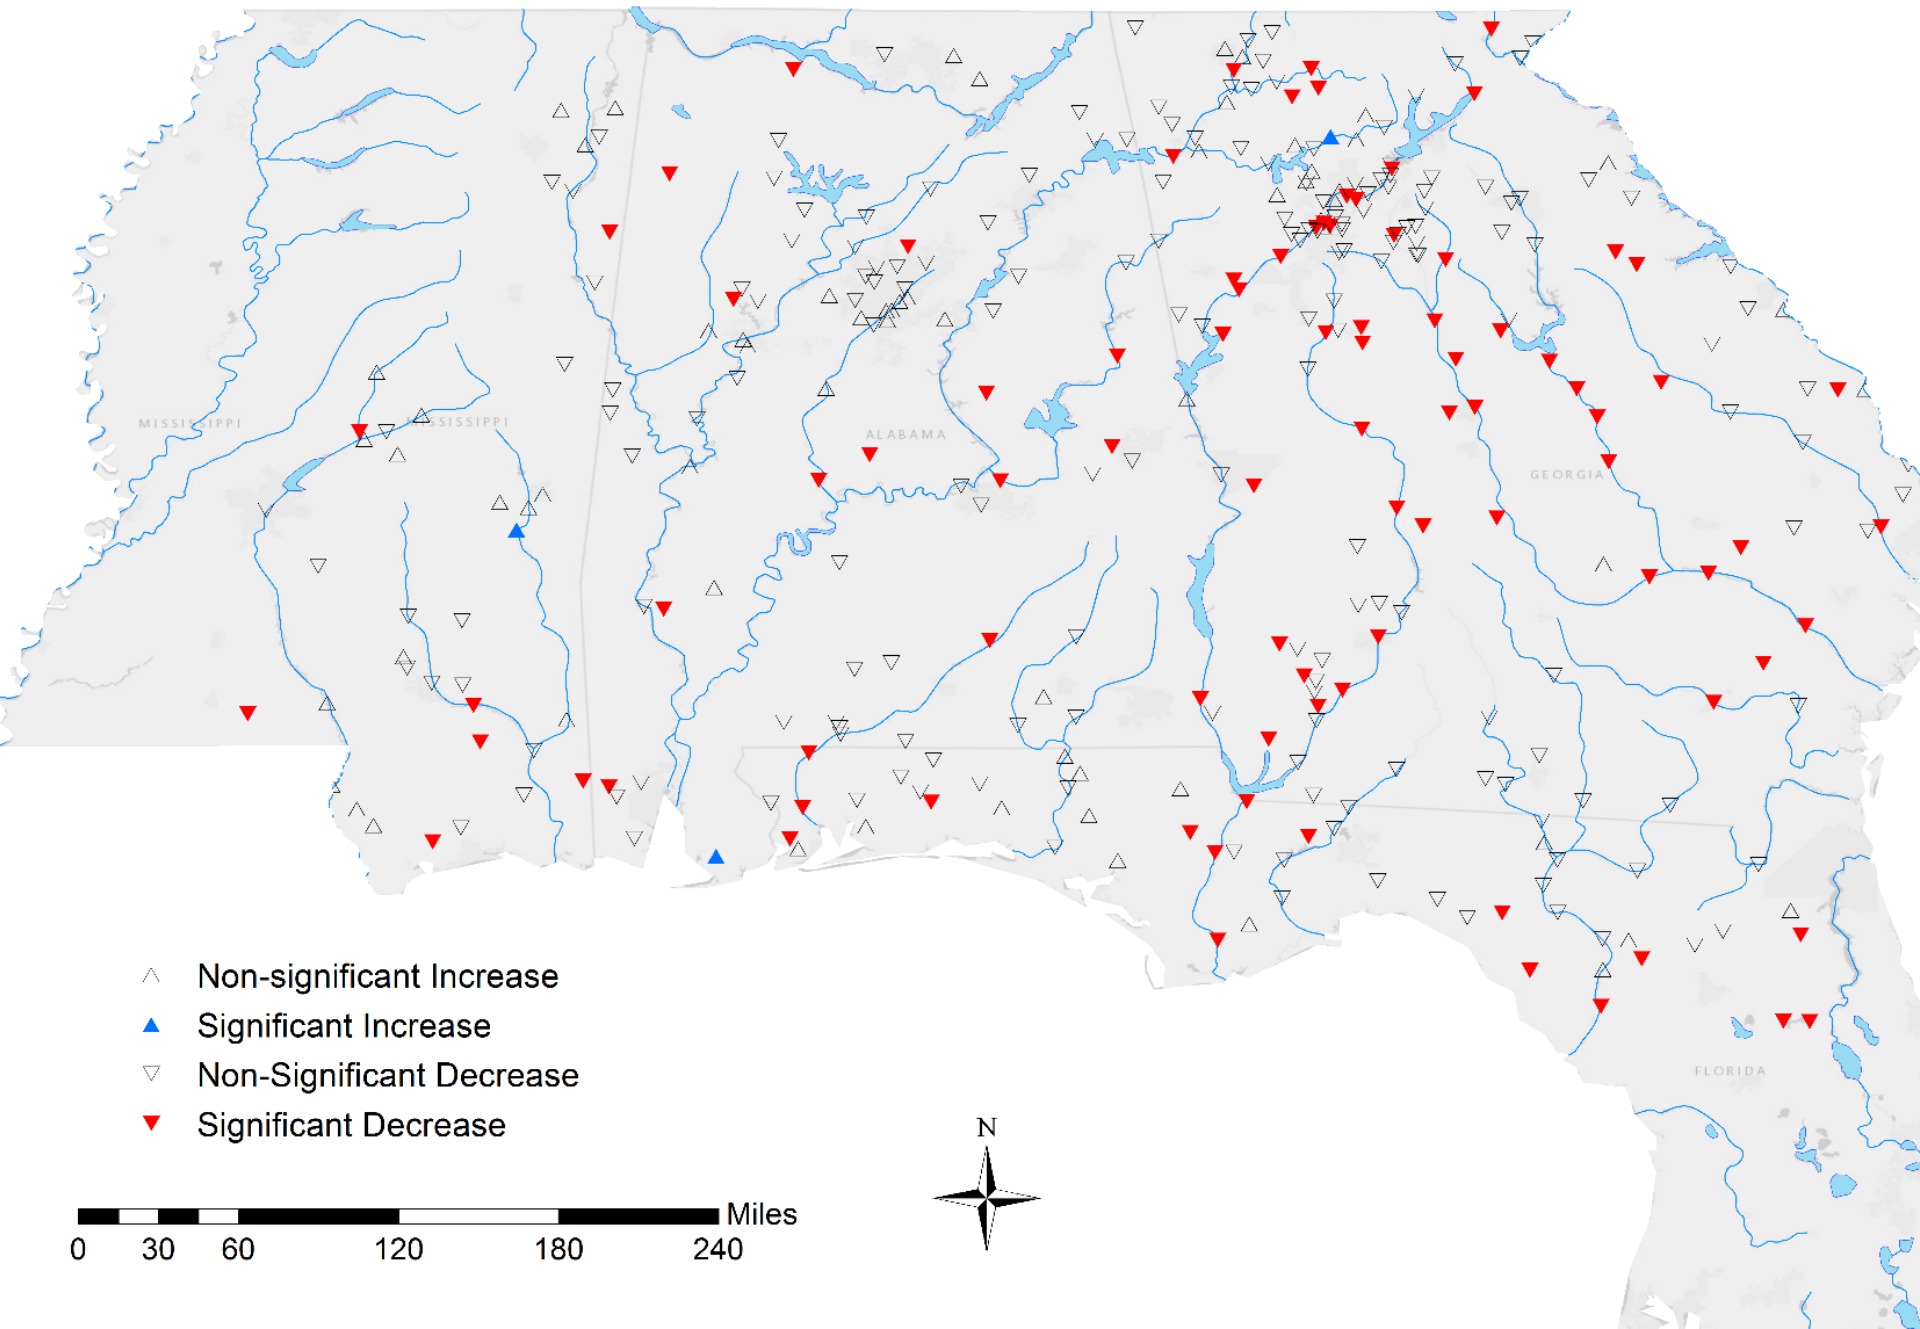 MISSISSIPPI
MISSISSIPPI
ALABAMA
GEORGIA
Non-significant Increase
Significant Increase
Non-Significant Decrease
Significant Decrease
FLORIDA
N
Miles
0 30 60 120 180 240